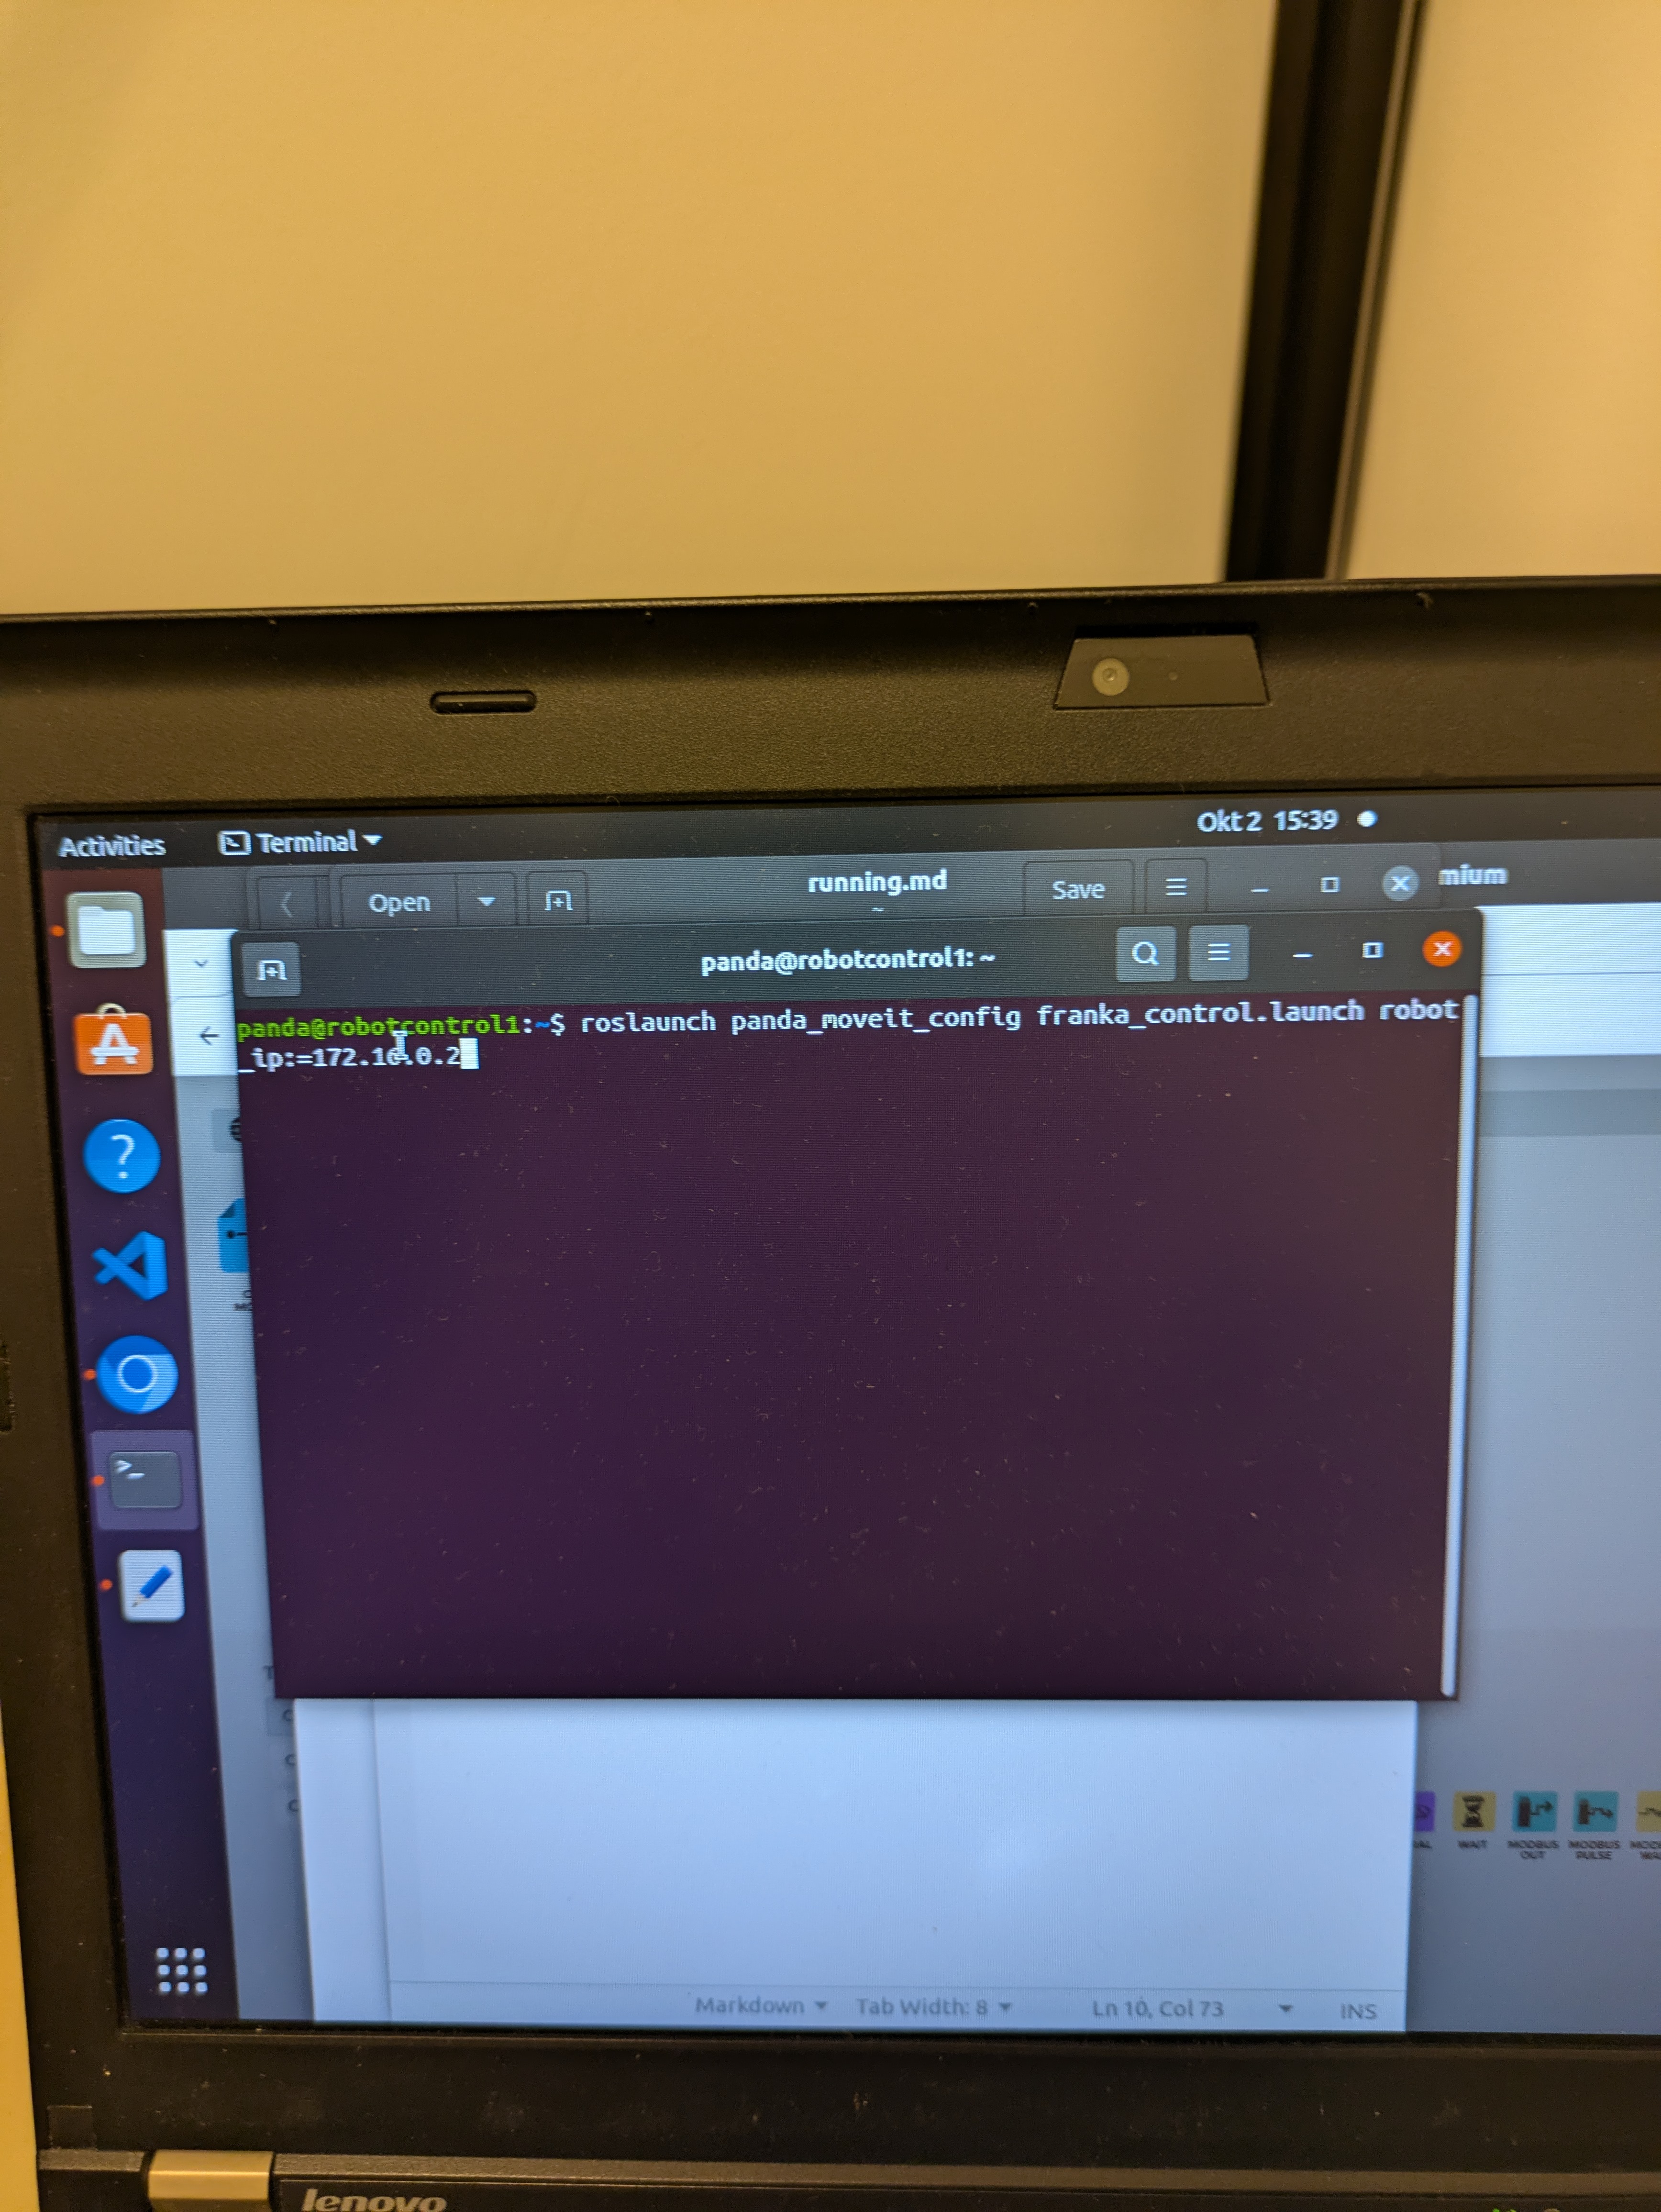 Activities
Terminal
Okt 2 15:39
Open
running.md
~
Save
mium
panda@robotcontrol1: ~
panda@robotcontrol1:~$ roslaunch panda_moveit_config franka_control.launch robot
_ip:=172.16.0.2
WAIT
MODBUS
OUT
MODBUS
PULSE
Markdown
Tab Width: 8
Ln 10, Col 73
INS
lenovo